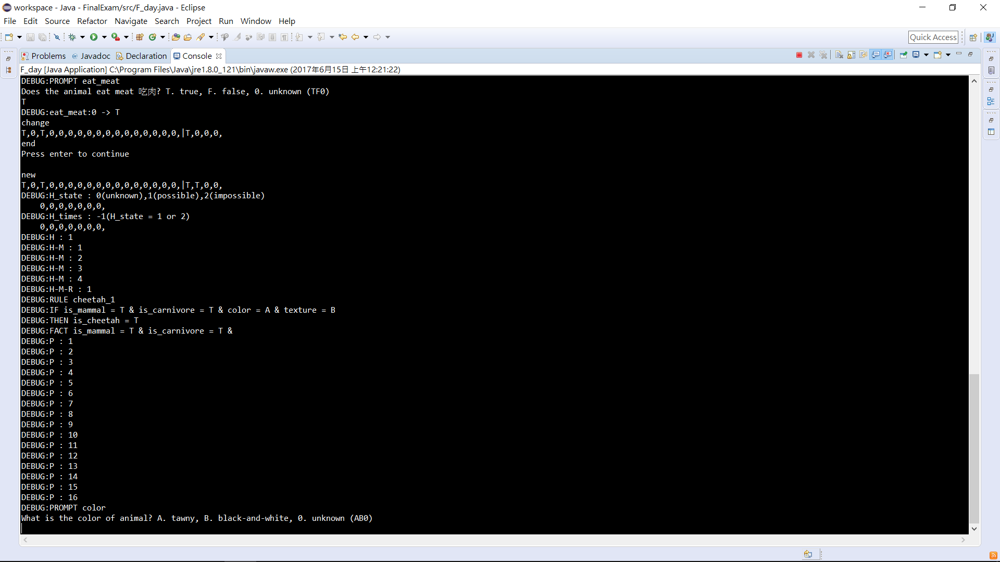 workspace - Java - FinalExam/src/F_day.java - Eclipse
File Edit Source Refactor Navigate Search Project Run Window Help
Quick Access
Problems @ Javadoc Declaration Console
F_day [Java Application] C:\Program Files\Java\jre1.8.0_121\bin\javaw.exe (2017年6月15日 上午12:21:22)
DEBUG:PROMPT eat_meat
Does the animal eat meat 吃肉? T. true, F. false, 0. unknown (TF0)
T
DEBUG:eat_meat:0 -> T
change
T,0,T,0,0,0,0,0,0,0,0,0,0,0,0,0,0,|T,0,0,0,
end
Press enter to continue
new
T,0,T,0,0,0,0,0,0,0,0,0,0,0,0,0,0,|T,T,0,0,
DEBUG:H_state : 0(unknown),1(possible),2(impossible)
0,0,0,0,0,0,0,
DEBUG:H_times : -1(H_state = 1 or 2)
0,0,0,0,0,0,0,
DEBUG:H : 1
DEBUG:H-M : 1
DEBUG:H-M : 2
DEBUG:H-M : 3
DEBUG:H-M : 4
DEBUG:H-M-R : 1
DEBUG:RULE cheetah_1
DEBUG:IF is_mammal = T & is_carnivore = T & color = A & texture = B
DEBUG:THEN is_cheetah = T
DEBUG:FACT is_mammal = T & is_carnivore = T &
DEBUG:P : 1
DEBUG:P : 2
DEBUG:P : 3
DEBUG:P : 4
DEBUG:P : 5
DEBUG:P : 6
DEBUG:P : 7
DEBUG:P : 8
DEBUG:P : 9
DEBUG:P : 10
DEBUG:P : 11
DEBUG:P : 12
DEBUG:P : 13
DEBUG:P : 14
DEBUG:P : 15
DEBUG:P : 16
DEBUG:PROMPT color
What is the color of animal? A. tawny, B. black-and-white, 0. unknown (AB0)